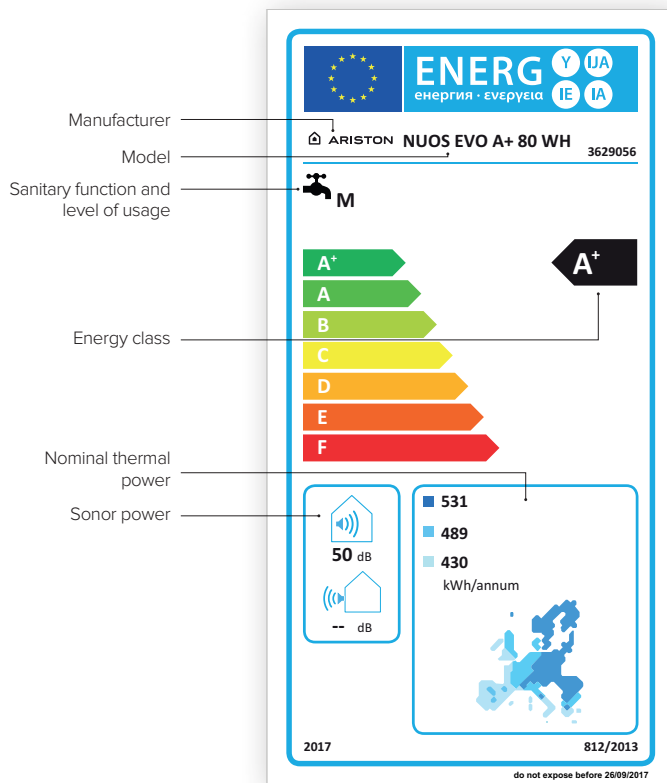 ENERG Y IJA
енергия · ενεργεια IE IA
Manufacturer
ARISTON NUOS EVO A+ 80 WH
3629056
Model
Sanitary function and
level of usage
M
A+
A+
A
B
Energy class
C
D
E
F
Nominal thermal
power
Sonor power
50 dB
-- dB
531
489
430
kWh/annum
2017
812/2013
do not expose before 26/09/2017